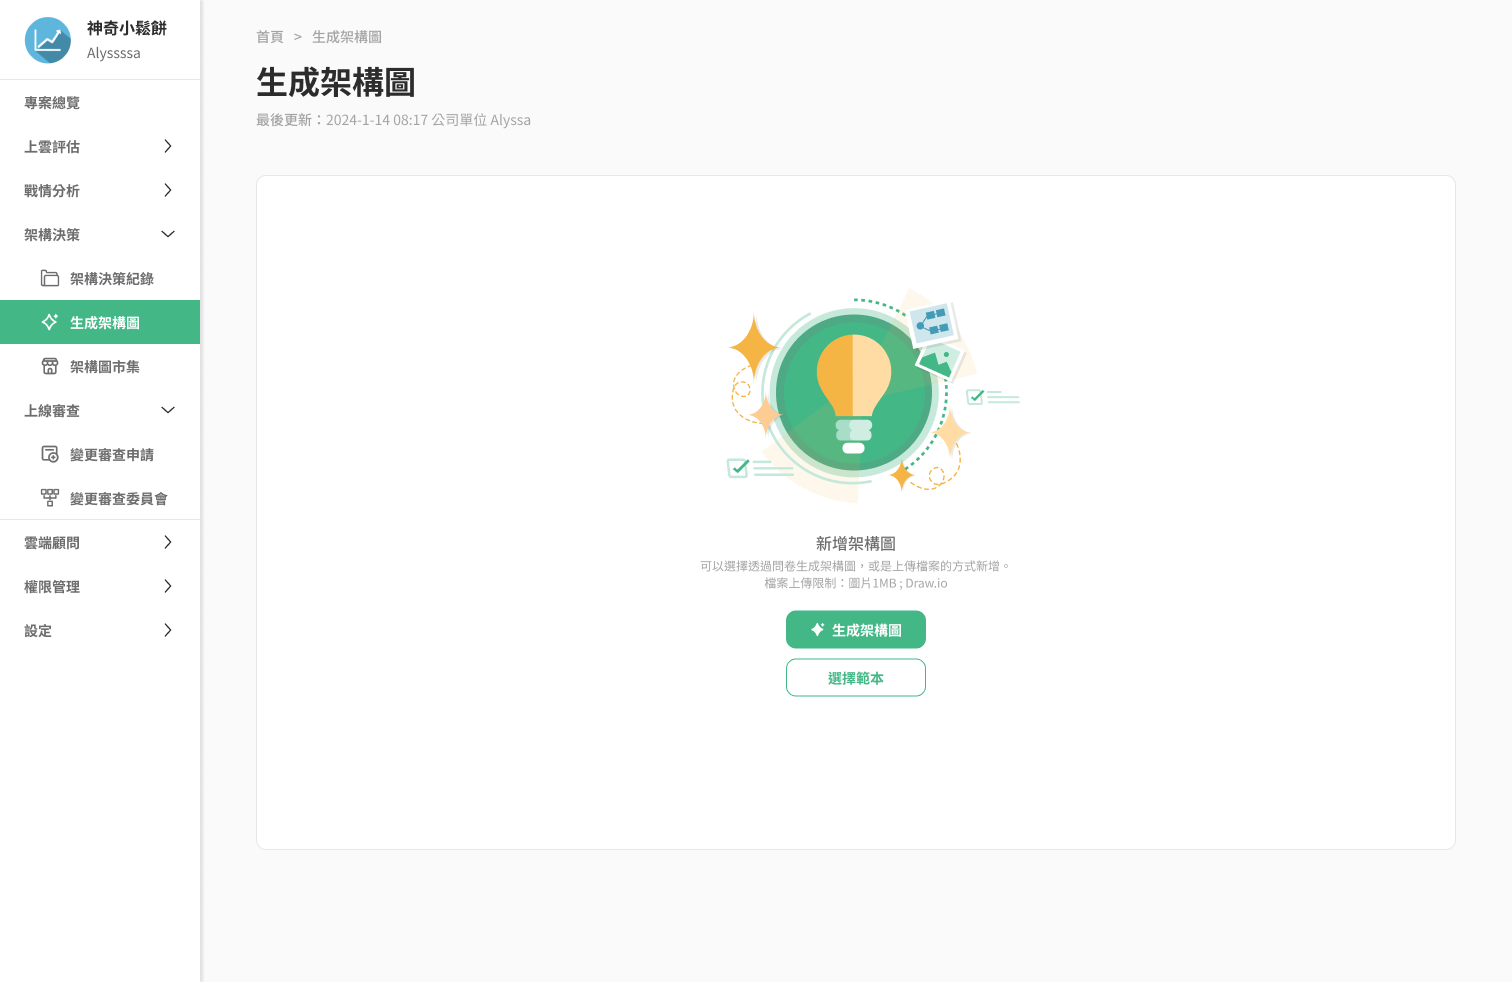 神奇小鬆餅
Alyssssa
專案總覽
上雲評估
戰情分析
架構決策
架構決策紀錄
生成架構圖
架構圖市集
上線審查
變更審查申請
變更審查委員會
雲端顧問
權限管理
設定
首頁 > 生成架構圖
生成架構圖
最後更新：2024-1-14 08:17 公司單位 Alyssa
新增架構圖
可以選擇透過問卷生成架構圖，或是上傳檔案的方式新增。
檔案上傳限制：圖片1MB ; Draw.io
生成架構圖
選擇範本